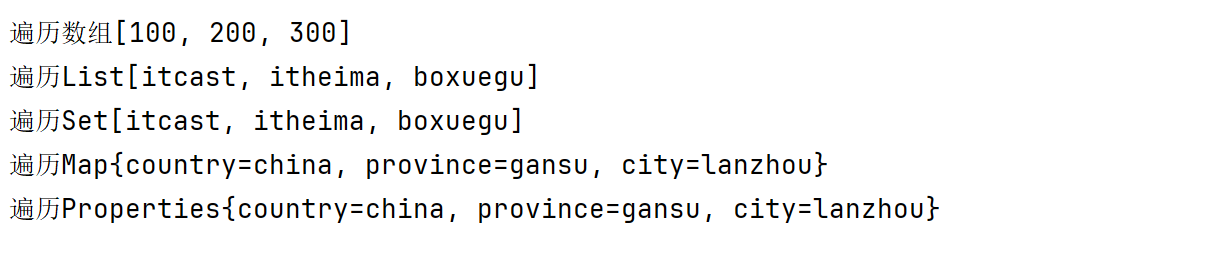 遍历数组[100, 200, 300]
遍历List[itcast, itheima, boxuegu]
遍历Set[itcast, itheima, boxuegu]
遍历Map{country=china, province=gansu, city=lanzhou}
遍历Properties{country=china, province=gansu, city=lanzhou}